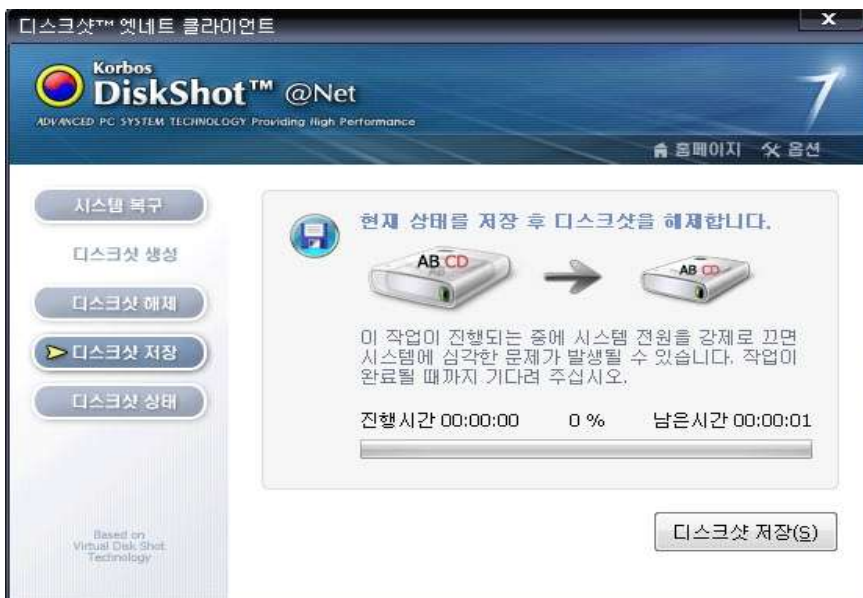 디스크샷™ 엣네트 클라이언트
Korbos
DiskShot™ @Net
ADVANCED PC SYSTEM TECHNOLOGY Providing High Performance
7
홈페이지 옵션
시스템 복구
디스크샷 생성
디스크샷 해제
디스크샷 저장
디스크샷 상태
Based on
Virtual Disk Shot
Technology
현재 상태를 저장 후 디스크샷을 해제합니다.
AB CD
AB CD
이 작업이 진행되는 중에 시스템 전원을 강제로 끄면
시스템에 심각한 문제가 발생될 수 있습니다. 작업이
완료될 때까지 기다려 주십시오.
진행시간 00:00:00 0 % 남은시간 00:00:01
디스크샷 저장(S)